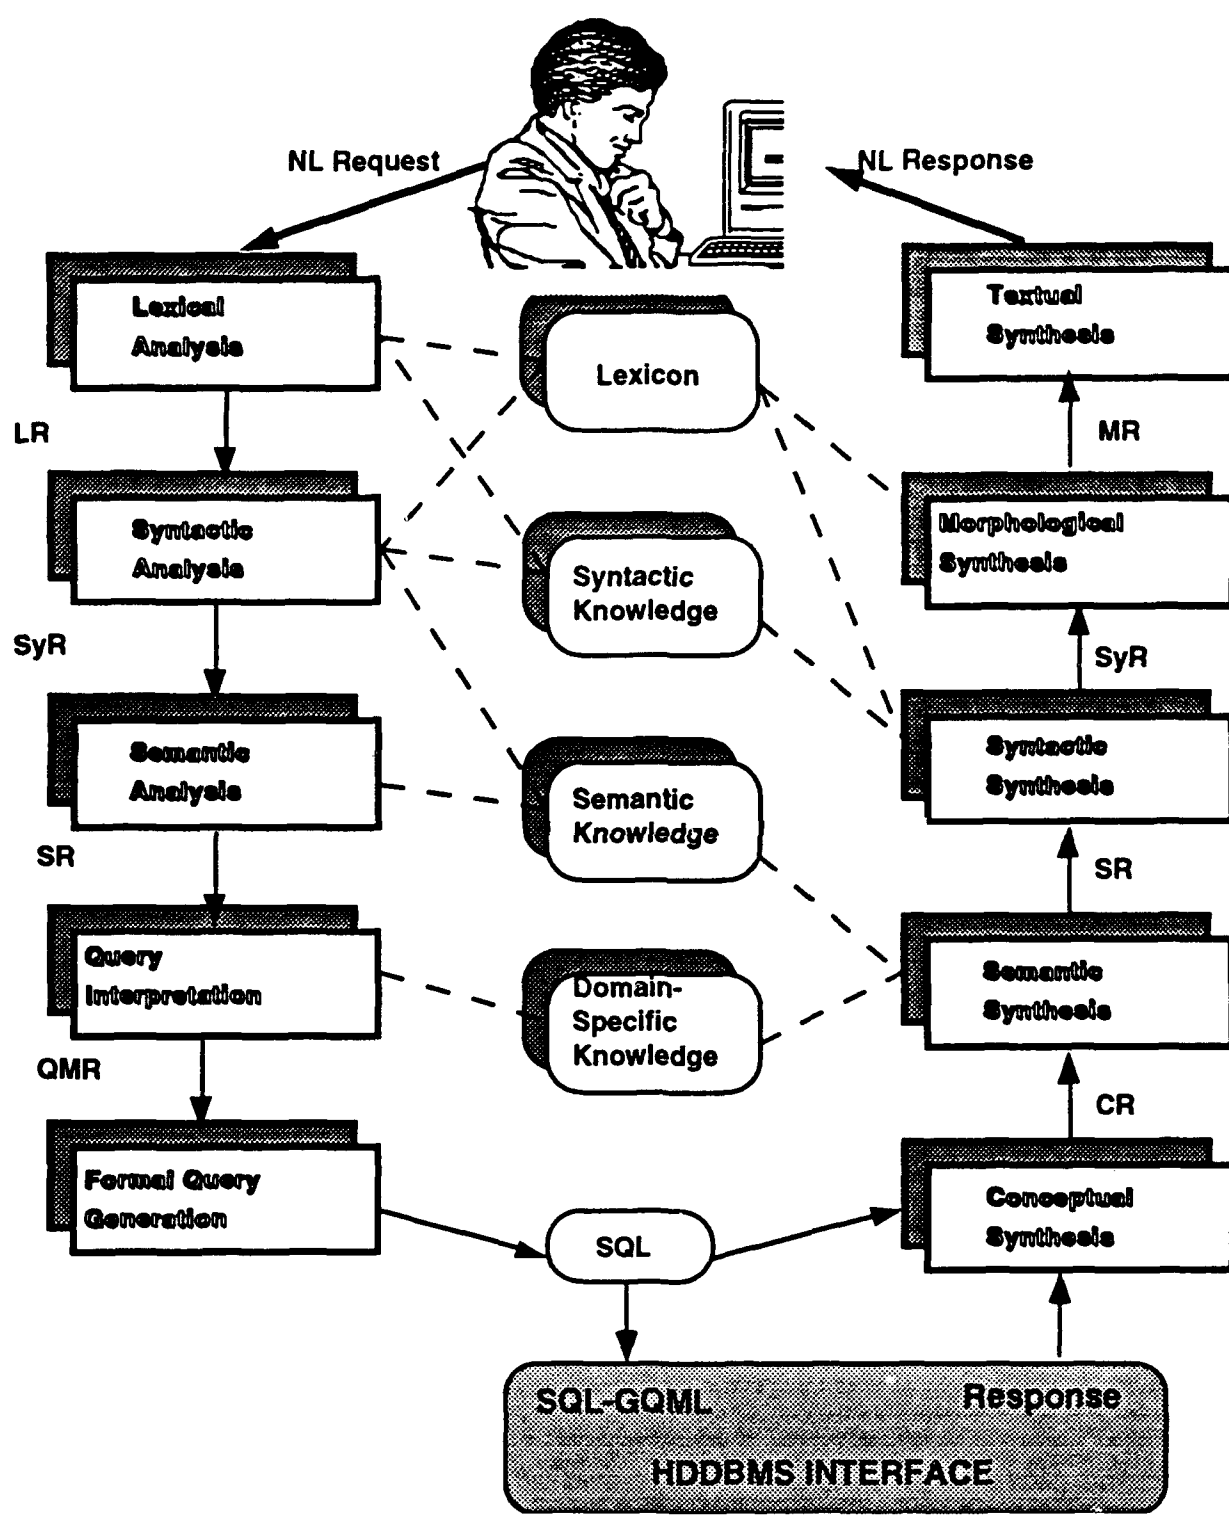 NL Request
NL Response
Lexical
Analysis
Lexicon
Textual
Synthesis
LR
MR
Syntactic
Analysis
Syntactic
Knowledge
Morphological
Synthesis
SyR
SyR
Semantic
Analysis
Semantic
Knowledge
Syntactic
Synthesis
SR
SR
Query
Interpretation
Domain-
Specific
Knowledge
Semantic
Synthesis
QMR
CR
Formal Query
Generation
SQL
Conceptual
Synthesis
SQL-GQML
Response
HDDBMS INTERFACE